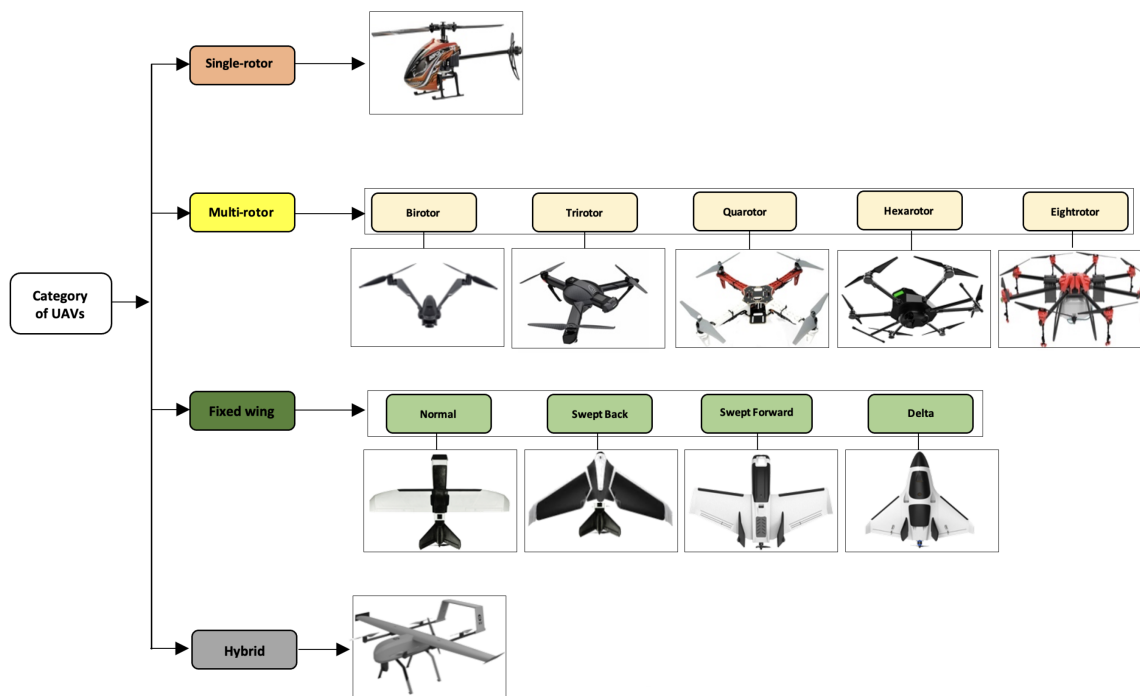 Single-rotor
Multi-rotor
Birotor
Trirotor
Quarotor
Hexarotor
Eightrotor
Category
of UAVs
Fixed wing
Normal
Swept Back
Swept Forward
Delta
Hybrid